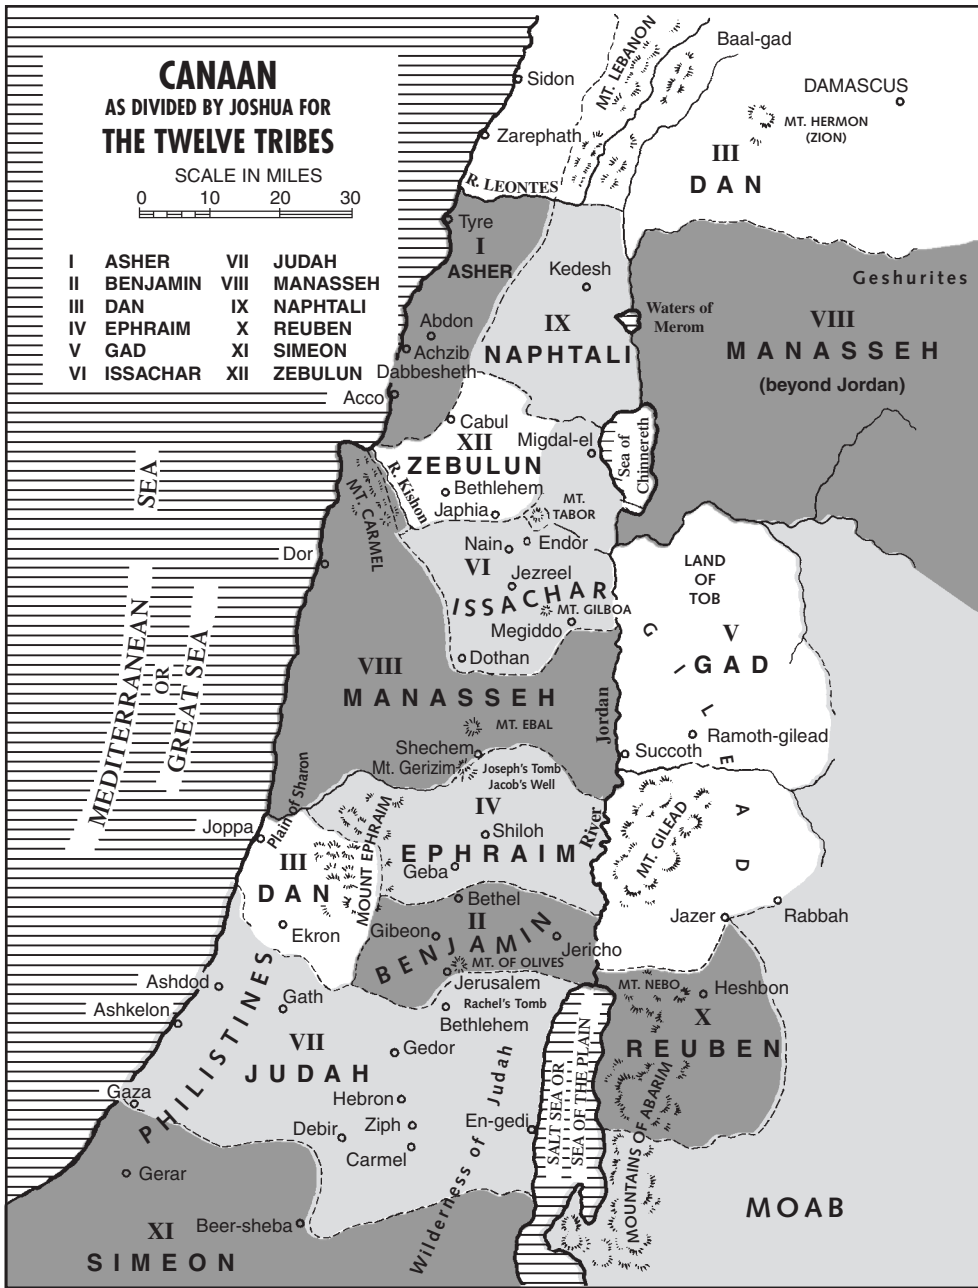 CANAAN
AS DIVIDED BY JOSHUA FOR
THE TWELVE TRIBES
SCALE IN MILES
0 10 20 30
I ASHER VII JUDAH
II BENJAMIN VIII MANASSEH
III DAN IX NAPHTALI
IV EPHRAIM X REUBEN
V GAD XI SIMEON
VI ISSACHAR XII ZEBULUN
MEDITERRANEAN
OR
GREAT SEA
SEA
Sidon
Zarephath
MT. LEBANON
Baal-gad
DAMASCUS
MT. HERMON
(ZION)
III
DAN
R. LEONTES
Tyre
I
ASHER
Kedesh
Geshurites
Waters of
Merom
IX
NAPHTALI
VIII
MANASSEH
(beyond Jordan)
Abdon
Achzib
Dabbesheth
Acco
Cabul
XII
ZEBULUN
Migdal-el
Sea of
Chinnereth
R. Kishon
Bethlehem
Japhia
MT.
TABOR
MT. CARMEL
Nain
Endor
Dor
VI
ISSACHAR
Jezreel
MT. GILBOA
Megiddo
Dothan
LAND
OF
TOB
V
GAD
GILEAD
VIII
MANASSEH
MT. EBAL
Jordan
River
Ramoth-gilead
Succoth
Shechem
Mt. Gerizim
Joseph's Tomb
Jacob's Well
Plain of Sharon
IV
EPHRAIM
Shiloh
Geba
Joppa
MOUNT EPHRAIM
MT. GILEAD
III
DAN
Ekron
Bethel
II
BENJAMIN
Gibeon
Jericho
MT. OF OLIVES
Jerusalem
Jazer
Rabbah
Ashdod
Ashkelon
PHILISTINES
Gath
Rachel's Tomb
Bethlehem
MT. NEBO
Heshbon
X
REUBEN
VII
JUDAH
Gedor
Hebron
Gaza
Debir
Ziph
Carmel
En-gedi
Wilderness of Judah
SALT SEA OR
SEA OF THE PLAIN
MOUNTAINS OF ABARIM
MOAB
Gerar
Beer-sheba
XI
SIMEON